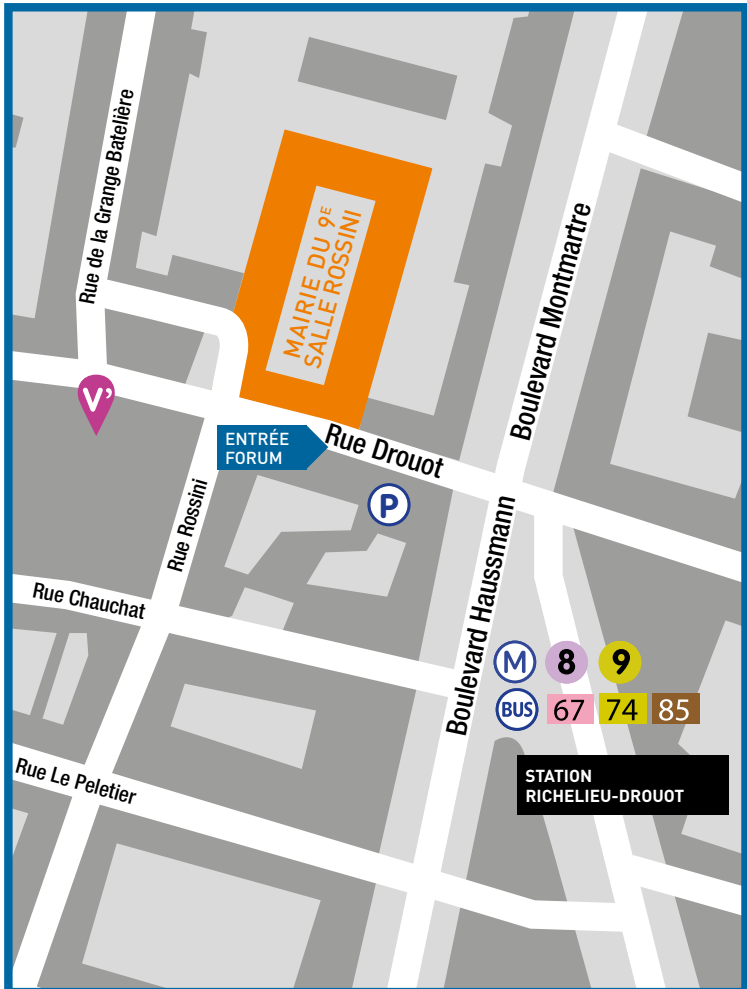 Rue de la Grange Batelière
MAIRIE DU 9E
SALLE ROSSINI
Boulevard Montmartre
V’
ENTRÉE
FORUM
Rue Drouot
P
Rue Rossini
Boulevard Haussmann
Rue Chauchat
M 8 9
BUS 67 74 85
STATION
RICHELIEU-DROUOT
Rue Le Peletier